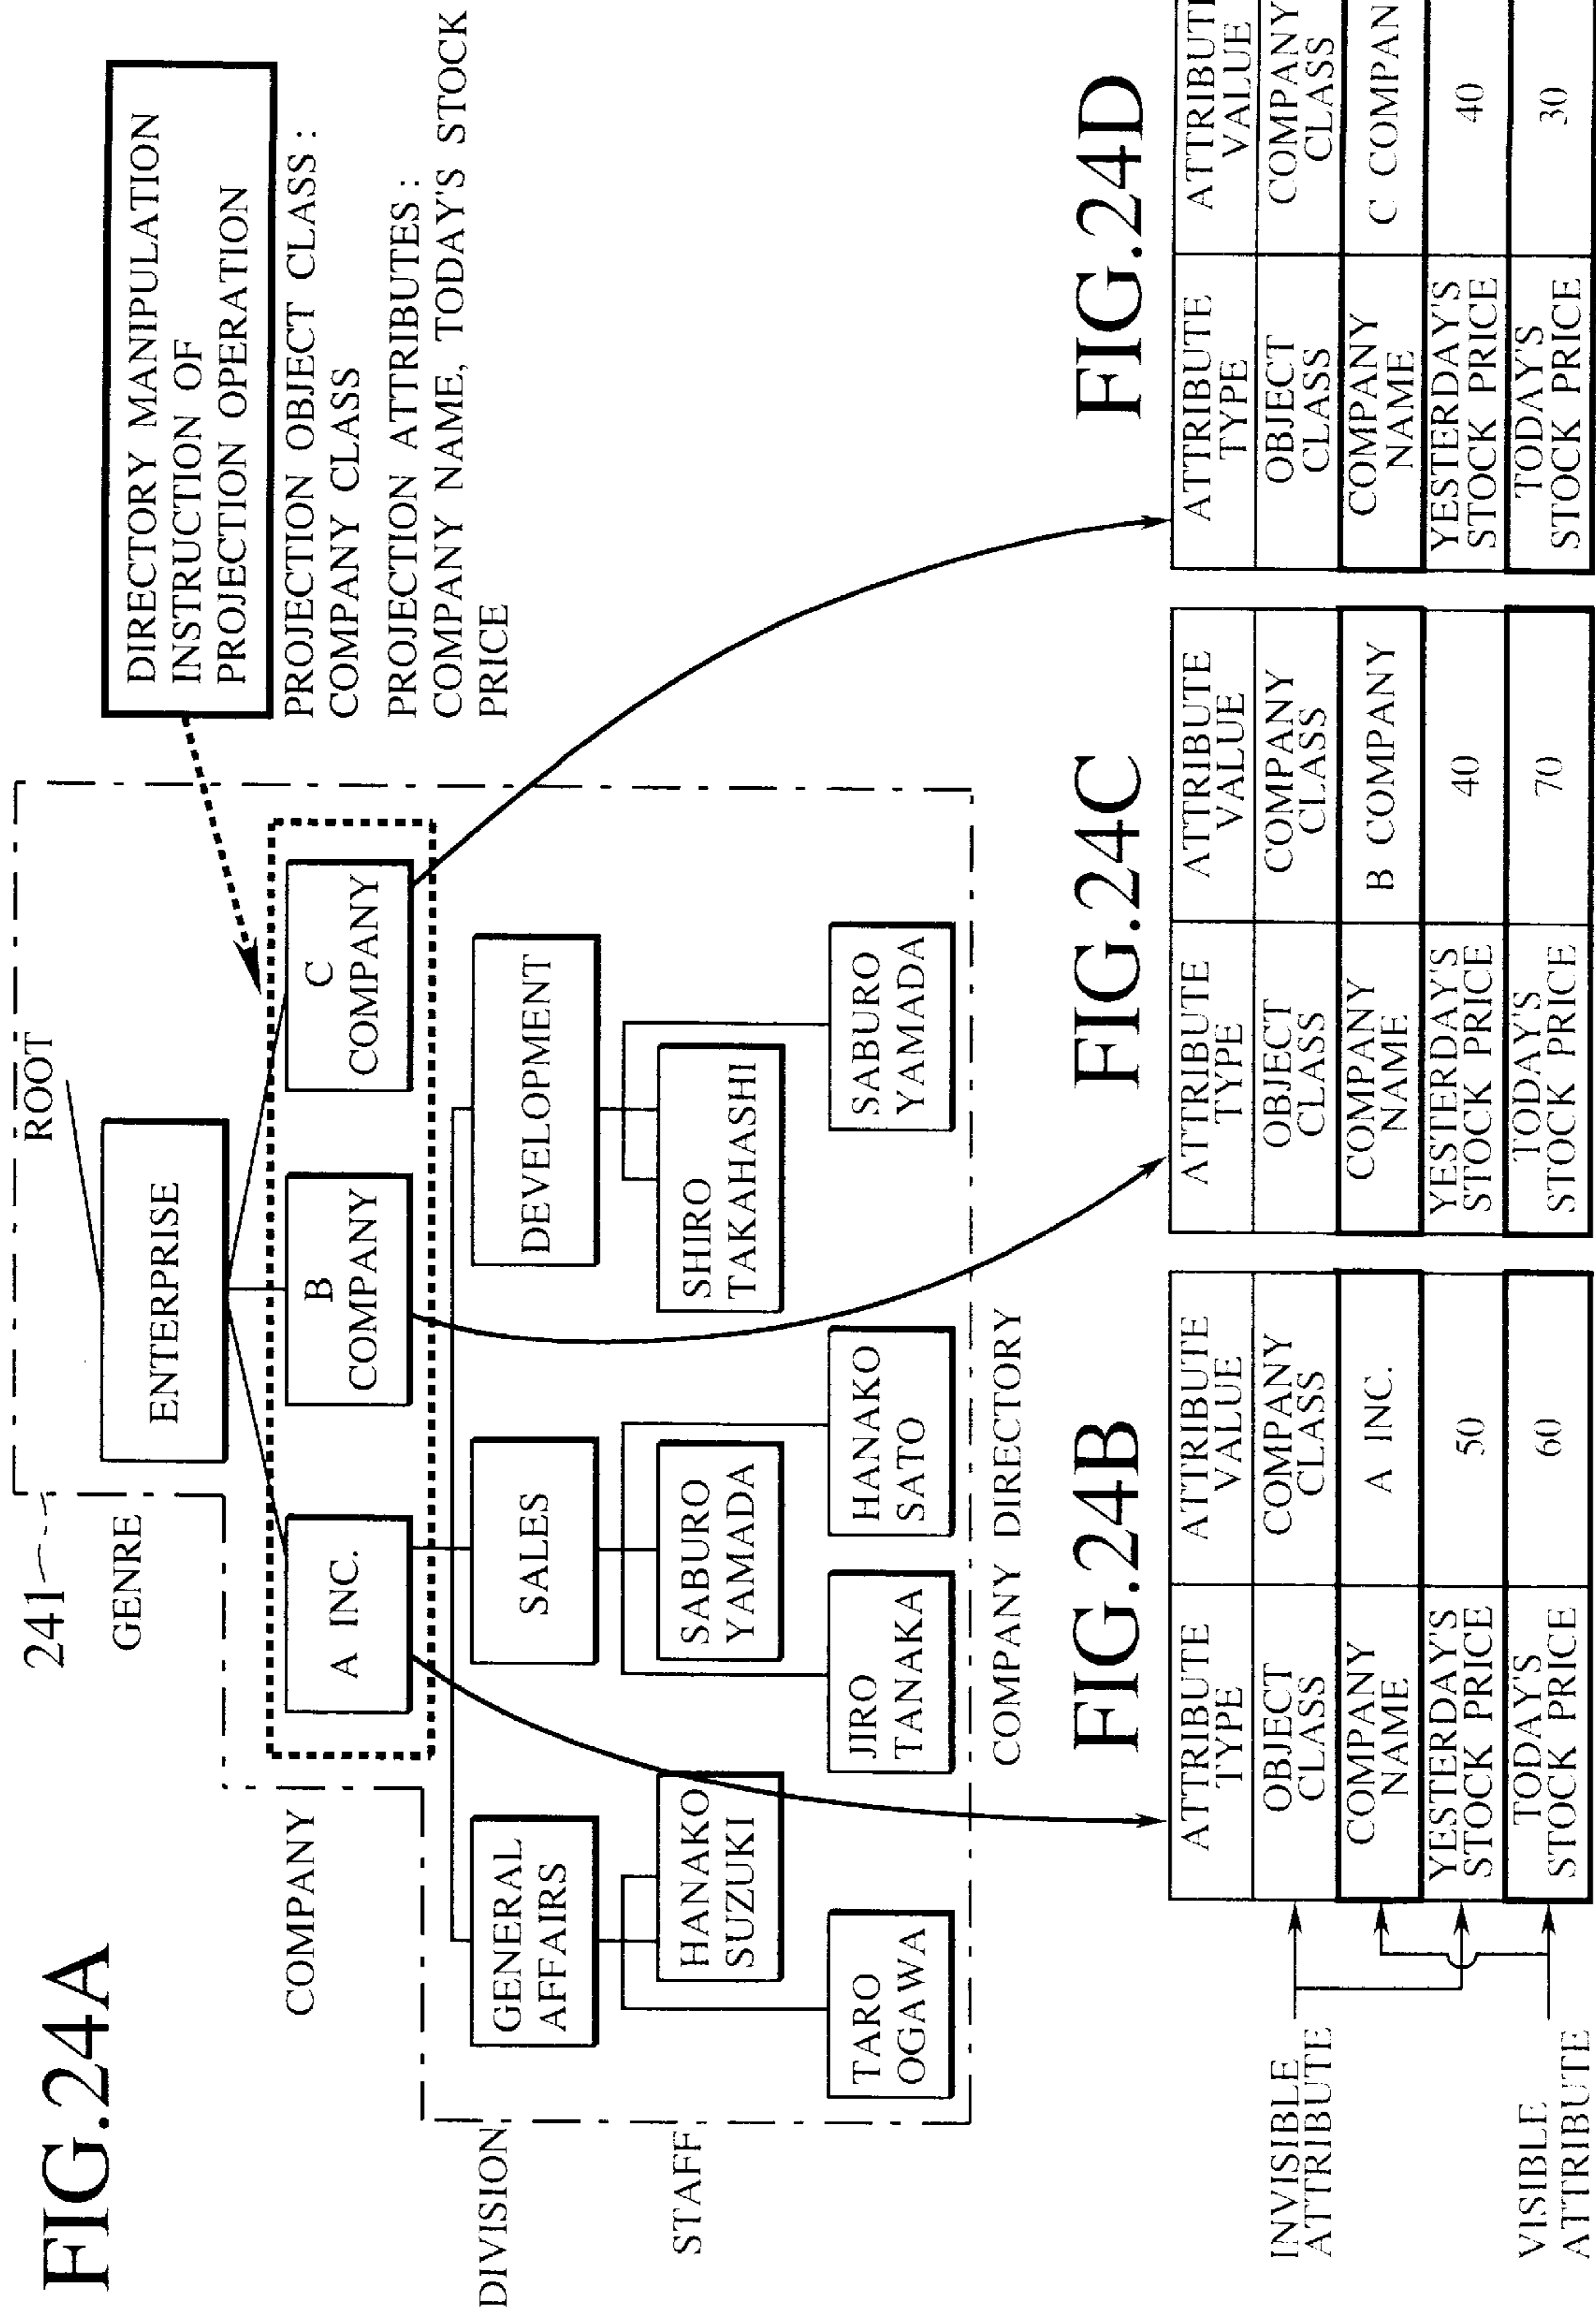 FIG.24A
241
ROOT
GENRE
ENTERPRISE
DIRECTORY MANIPULATION
INSTRUCTION OF
PROJECTION OPERATION
PROJECTION OBJECT CLASS :
COMPANY CLASS
PROJECTION ATTRIBUTES :
COMPANY NAME, TODAY'S STOCK
PRICE
COMPANY
A INC.
B
COMPANY
C
COMPANY
DIVISION
GENERAL
AFFAIRS
SALES
DEVELOPMENT
STAFF
HANAKO
SUZUKI
SABURO
YAMADA
SHIRO
TAKAHASHI
TARO
OGAWA
JIRO
TANAKA
HANAKO
SATO
SABURO
YAMADA
COMPANY DIRECTORY
FIG.24B
ATTRIBUTE
TYPE
ATTRIBUTE
VALUE
OBJECT
CLASS
COMPANY
CLASS
COMPANY
NAME
A INC.
YESTERDAY'S
STOCK PRICE
50
TODAY'S
STOCK PRICE
60
INVISIBLE
ATTRIBUTE
VISIBLE
ATTRIBUTE
FIG.24C
ATTRIBUTE
TYPE
ATTRIBUTE
VALUE
OBJECT
CLASS
COMPANY
CLASS
COMPANY
NAME
B COMPANY
YESTERDAY'S
STOCK PRICE
40
TODAY'S
STOCK PRICE
70
FIG.24D
ATTRIBUTE
TYPE
ATTRIBUT
VALUE
OBJECT
CLASS
COMPANY
CLASS
COMPANY
NAME
C COMPAN
YESTERDAY'S
STOCK PRICE
40
TODAY'S
STOCK PRICE
30